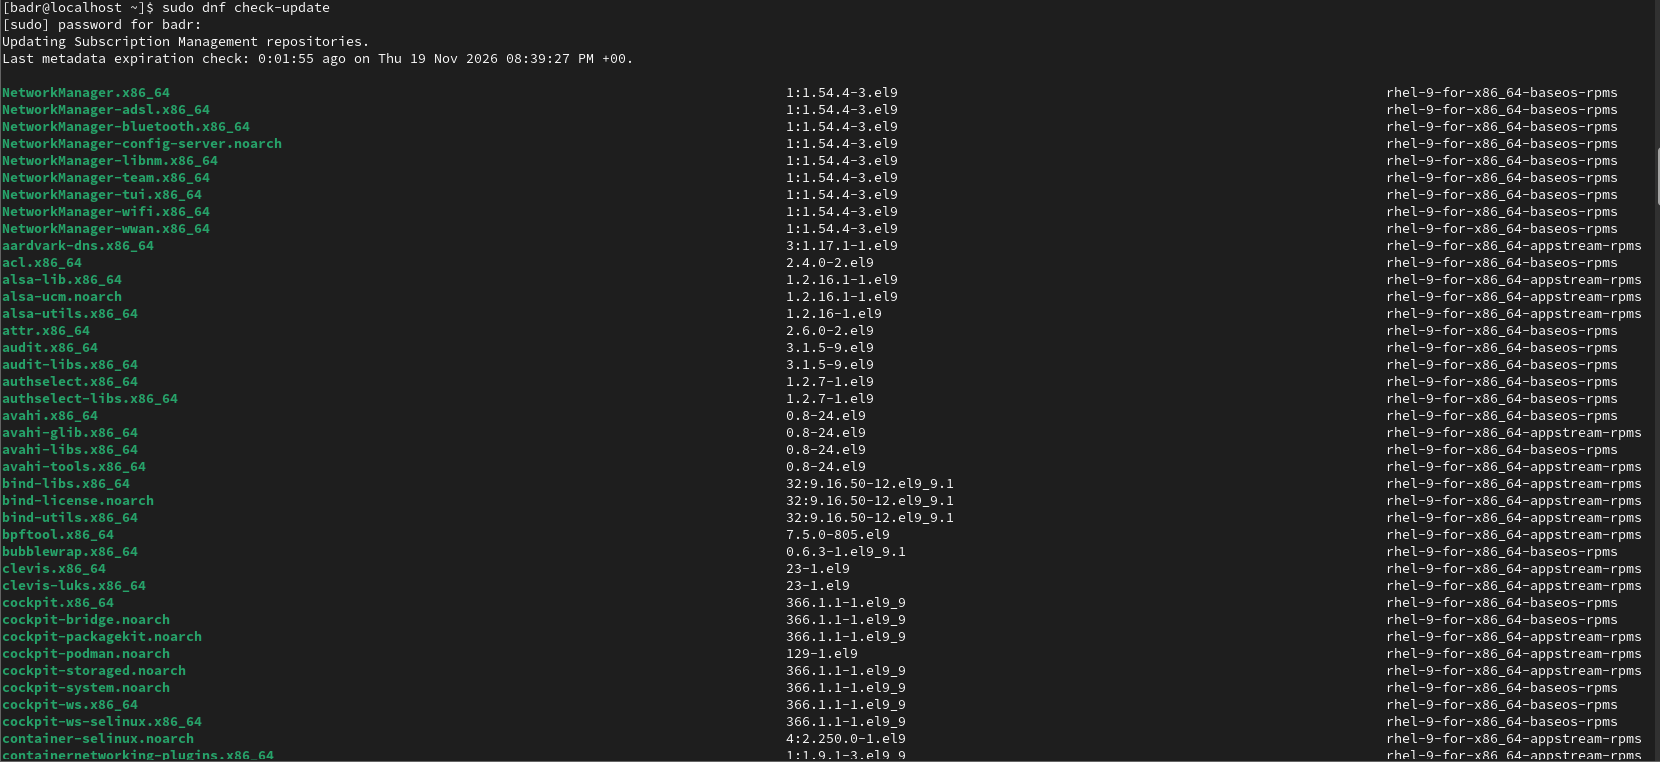 [badr@localhost ~]$ sudo dnf check-update
[sudo] password for badr:
Updating Subscription Management repositories.
Last metadata expiration check: 0:01:55 ago on Thu 19 Nov 2026 08:39:27 PM +00.
NetworkManager.x86_64 1:1.54.4-3.el9 rhel-9-for-x86_64-baseos-rpms
NetworkManager-adsl.x86_64 1:1.54.4-3.el9 rhel-9-for-x86_64-baseos-rpms
NetworkManager-bluetooth.x86_64 1:1.54.4-3.el9 rhel-9-for-x86_64-baseos-rpms
NetworkManager-config-server.noarch 1:1.54.4-3.el9 rhel-9-for-x86_64-baseos-rpms
NetworkManager-libnm.x86_64 1:1.54.4-3.el9 rhel-9-for-x86_64-baseos-rpms
NetworkManager-team.x86_64 1:1.54.4-3.el9 rhel-9-for-x86_64-baseos-rpms
NetworkManager-tui.x86_64 1:1.54.4-3.el9 rhel-9-for-x86_64-baseos-rpms
NetworkManager-wifi.x86_64 1:1.54.4-3.el9 rhel-9-for-x86_64-baseos-rpms
NetworkManager-wwan.x86_64 1:1.54.4-3.el9 rhel-9-for-x86_64-baseos-rpms
aardvark-dns.x86_64 3:1.17.1-1.el9 rhel-9-for-x86_64-appstream-rpms
acl.x86_64 2.4.0-2.el9 rhel-9-for-x86_64-baseos-rpms
alsa-lib.x86_64 1.2.16.1-1.el9 rhel-9-for-x86_64-appstream-rpms
alsa-ucm.noarch 1.2.16.1-1.el9 rhel-9-for-x86_64-appstream-rpms
alsa-utils.x86_64 1.2.16-1.el9 rhel-9-for-x86_64-appstream-rpms
attr.x86_64 2.6.0-2.el9 rhel-9-for-x86_64-baseos-rpms
audit.x86_64 3.1.5-9.el9 rhel-9-for-x86_64-baseos-rpms
audit-libs.x86_64 3.1.5-9.el9 rhel-9-for-x86_64-baseos-rpms
authselect.x86_64 1.2.7-1.el9 rhel-9-for-x86_64-baseos-rpms
authselect-libs.x86_64 1.2.7-1.el9 rhel-9-for-x86_64-baseos-rpms
avahi.x86_64 0.8-24.el9 rhel-9-for-x86_64-baseos-rpms
avahi-glib.x86_64 0.8-24.el9 rhel-9-for-x86_64-appstream-rpms
avahi-libs.x86_64 0.8-24.el9 rhel-9-for-x86_64-baseos-rpms
avahi-tools.x86_64 0.8-24.el9 rhel-9-for-x86_64-appstream-rpms
bind-libs.x86_64 32:9.16.50-12.el9_9.1 rhel-9-for-x86_64-appstream-rpms
bind-license.noarch 32:9.16.50-12.el9_9.1 rhel-9-for-x86_64-appstream-rpms
bind-utils.x86_64 32:9.16.50-12.el9_9.1 rhel-9-for-x86_64-appstream-rpms
bpftool.x86_64 7.5.0-805.el9 rhel-9-for-x86_64-appstream-rpms
bubblewrap.x86_64 0.6.3-1.el9_9.1 rhel-9-for-x86_64-baseos-rpms
clevis.x86_64 23-1.el9 rhel-9-for-x86_64-appstream-rpms
clevis-luks.x86_64 23-1.el9 rhel-9-for-x86_64-appstream-rpms
cockpit.x86_64 366.1.1-1.el9_9 rhel-9-for-x86_64-baseos-rpms
cockpit-bridge.noarch 366.1.1-1.el9_9 rhel-9-for-x86_64-baseos-rpms
cockpit-packagekit.noarch 366.1.1-1.el9_9 rhel-9-for-x86_64-appstream-rpms
cockpit-podman.noarch 129-1.el9 rhel-9-for-x86_64-appstream-rpms
cockpit-storaged.noarch 366.1.1-1.el9_9 rhel-9-for-x86_64-appstream-rpms
cockpit-system.noarch 366.1.1-1.el9_9 rhel-9-for-x86_64-baseos-rpms
cockpit-ws.x86_64 366.1.1-1.el9_9 rhel-9-for-x86_64-baseos-rpms
cockpit-ws-selinux.x86_64 366.1.1-1.el9_9 rhel-9-for-x86_64-baseos-rpms
container-selinux.noarch 4:2.250.0-1.el9 rhel-9-for-x86_64-appstream-rpms
containernetworking-plugins.x86_64 1:1.9.1-3.el9_9 rhel-9-for-x86_64-appstream-rpms